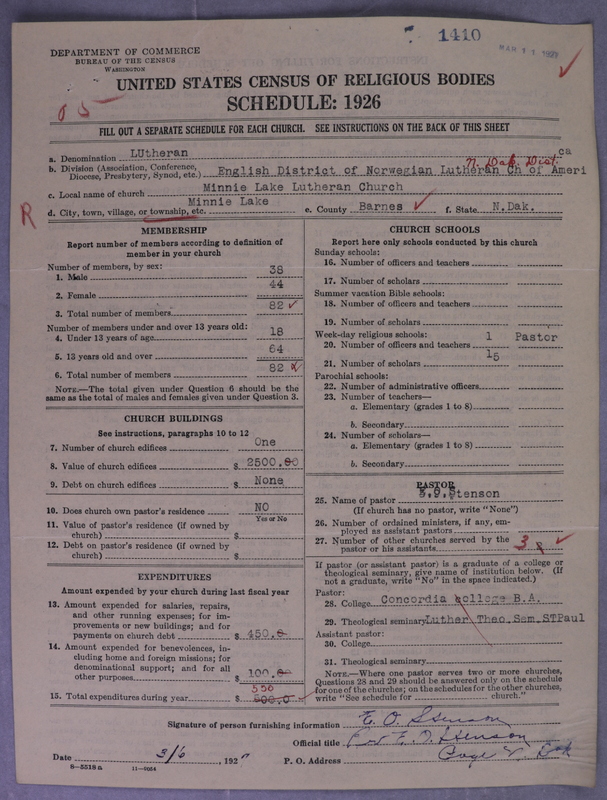 1410
MAR 11 1927
DEPARTMENT OF COMMERCE
BUREAU OF THE CENSUS
WASHINGTON
UNITED STATES CENSUS OF RELIGIOUS BODIES
SCHEDULE: 1926
FILL OUT A SEPARATE SCHEDULE FOR EACH CHURCH. SEE INSTRUCTIONS ON THE BACK OF THIS SHEET
a. Denomination LUtheran
N. Dak. Dist. ca
b. Division (Association, Conference, Diocese, Presbytery, Synod, etc.) English District of Norwegian Lutheran Ch of Ameri
c. Local name of church Minnie Lake Lutheran Church
R d. City, town, village, or township, etc. Minnie Lake e. County Barnes f. State N.Dak.
MEMBERSHIP
Report number of members according to definition of
member in your church
Number of members, by sex:
1. Male 38
2. Female 44
3. Total number of members 82
Number of members under and over 13 years old:
4. Under 13 years of age 18
5. 13 years old and over 64
6. Total number of members 82
NOTE.—The total given under Question 6 should be the
same as the total of males and females given under Question 3.
CHURCH BUILDINGS
See instructions, paragraphs 10 to 12
7. Number of church edifices One
8. Value of church edifices $ 2500.00
9. Debt on church edifices $ None
10. Does church own pastor's residence NO
Yes or No
11. Value of pastor's residence (if owned by
church) $
12. Debt on pastor's residence (if owned by
church) $
EXPENDITURES
Amount expended by your church during last fiscal year
13. Amount expended for salaries, repairs,
and other running expenses; for im-
provements or new buildings; and for
payments on church debt $ 450.0
14. Amount expended for benevolences, in-
cluding home and foreign missions; for
denominational support; and for all
other purposes $ 100.0
550
15. Total expenditures during year $
CHURCH SCHOOLS
Report here only schools conducted by this church
Sunday schools:
16. Number of officers and teachers
17. Number of scholars
Summer vacation Bible schools:
18. Number of officers and teachers
19. Number of scholars
Week-day religious schools:
20. Number of officers and teachers 1 Pastor
21. Number of scholars 15
Parochial schools:
22. Number of administrative officers
23. Number of teachers—
a. Elementary (grades 1 to 8)
b. Secondary
24. Number of scholars—
a. Elementary (grades 1 to 8)
b. Secondary
PASTOR
25. Name of pastor Stenson
(If church has no pastor, write "None")
26. Number of ordained ministers, if any, em-
ployed as assistant pastors
27. Number of other churches served by the
pastor or his assistants 3
If pastor (or assistant pastor) is a graduate of a college or
theological seminary, give name of institution below. (If
not a graduate, write "No" in the space indicated.)
Pastor:
28. College Concordia college B.A.
29. Theological seminary Luther Theo.Sem.STPaul
Assistant pastor:
30. College
31. Theological seminary
NOTE.—Where one pastor serves two or more churches,
Questions 28 and 29 should be answered only on the schedule
for one of the churches; on the schedules for the other churches,
write "See schedule for church."
Signature of person furnishing information E. O. Stenson
Official title E. O. Stenson
Date 3/6, 192 P. O. Address
8-5518a 11-9054